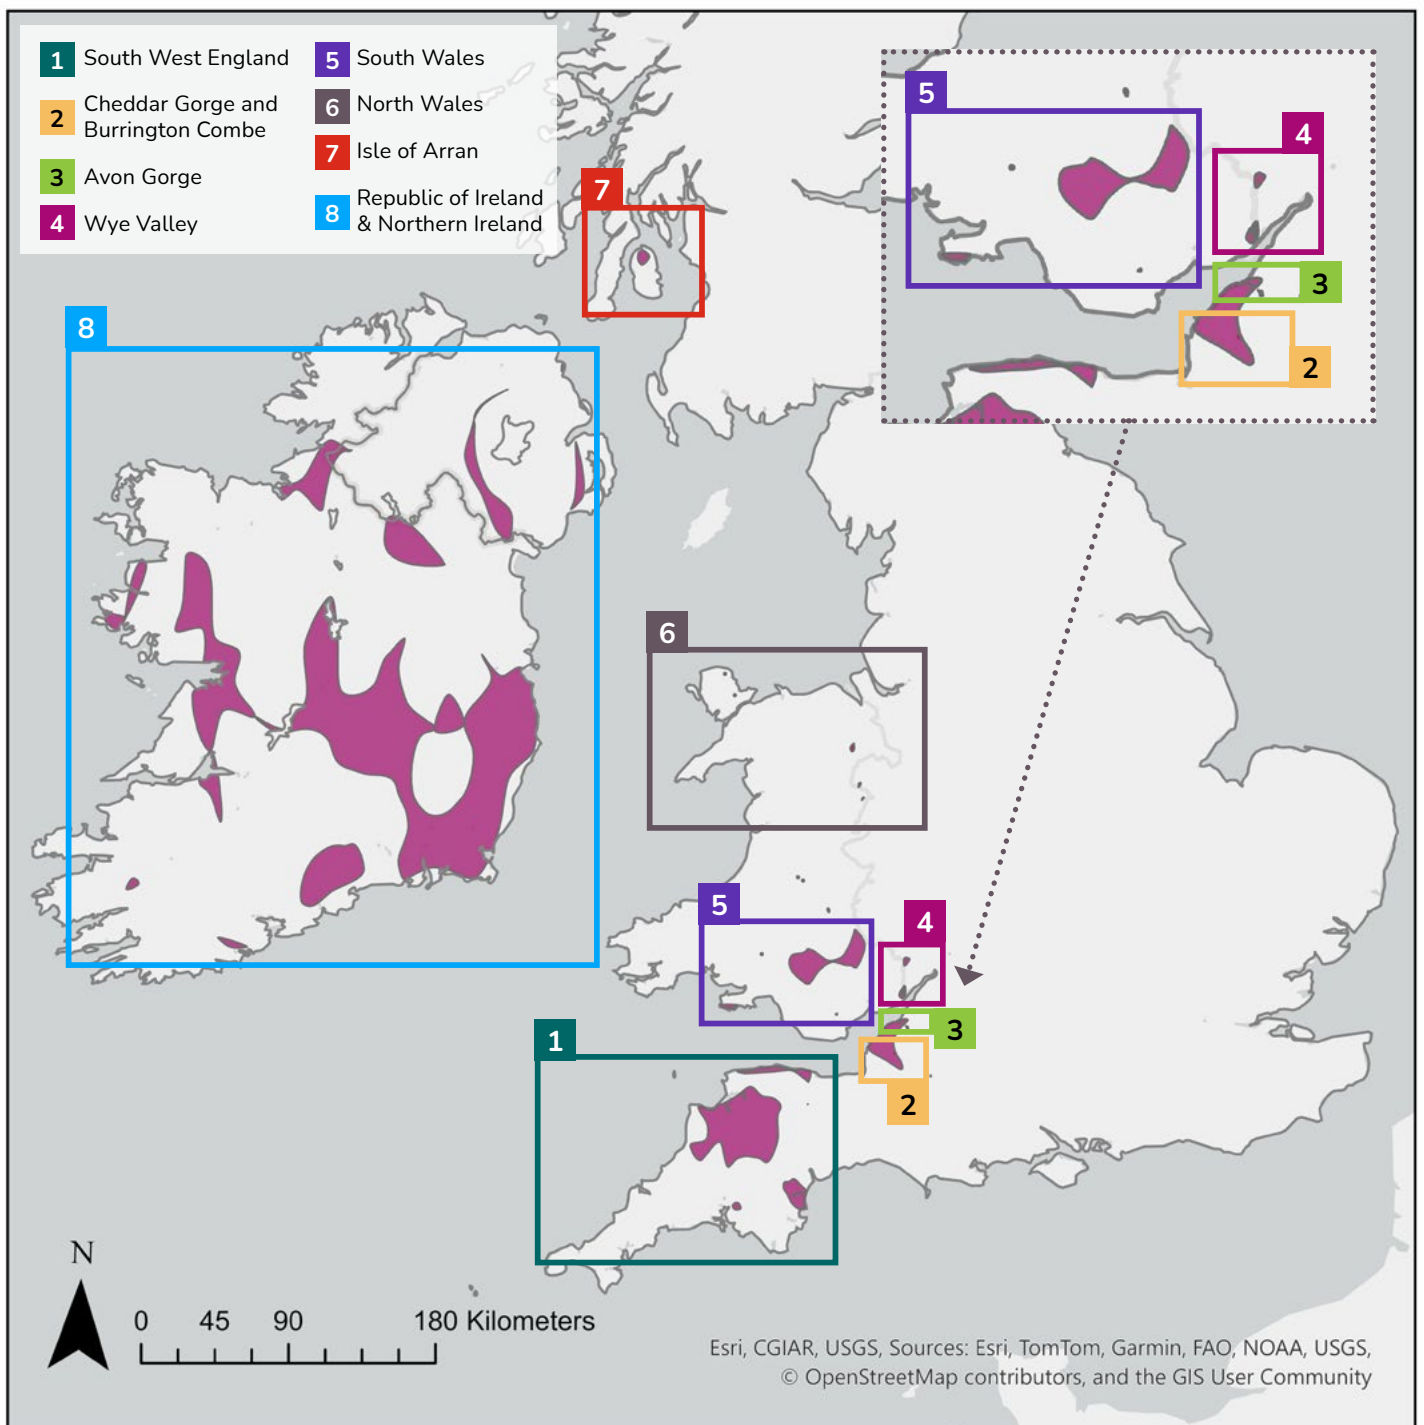 1 South West England
2 Cheddar Gorge and
Burrington Combe
3 Avon Gorge
4 Wye Valley
5 South Wales
6 North Wales
7 Isle of Arran
8 Republic of Ireland
& Northern Ireland
5
4
3
2
7
8
6
5
4
3
2
1
N
0 45 90 180 Kilometers
Esri, CGIAR, USGS, Sources: Esri, TomTom, Garmin, FAO, NOAA, USGS,
© OpenStreetMap contributors, and the GIS User Community